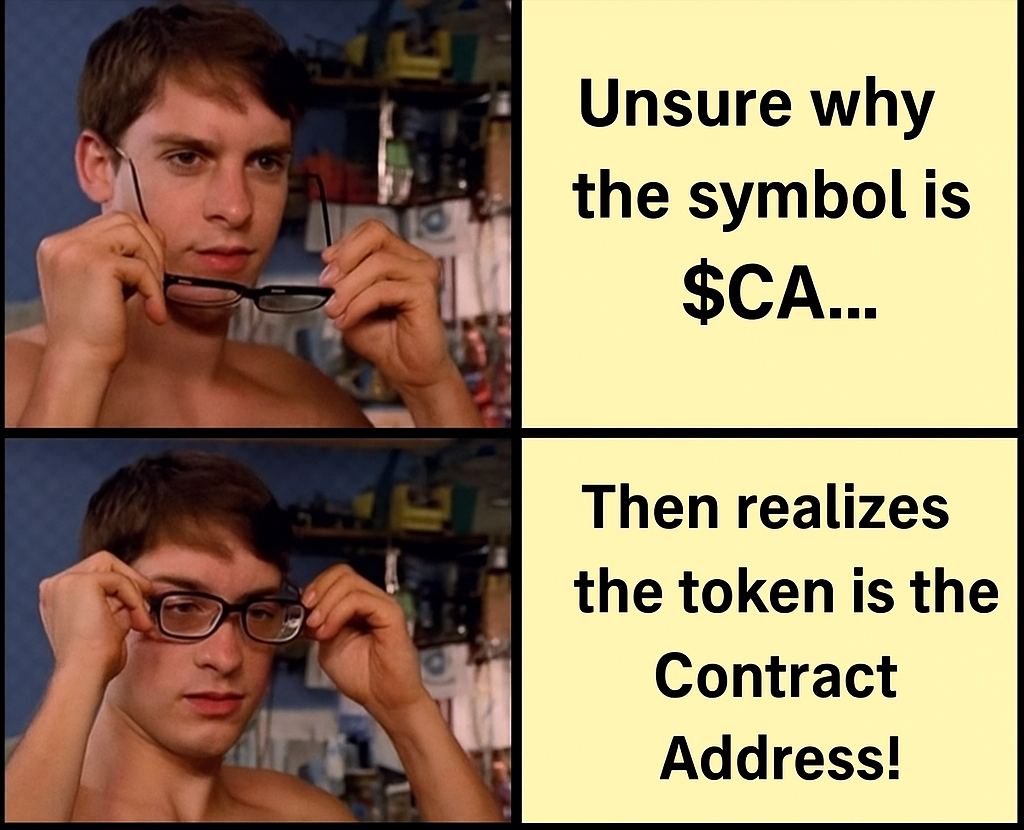 Unsure why
the symbol is
$CA...
Then realizes
the token is the
Contract
Address!